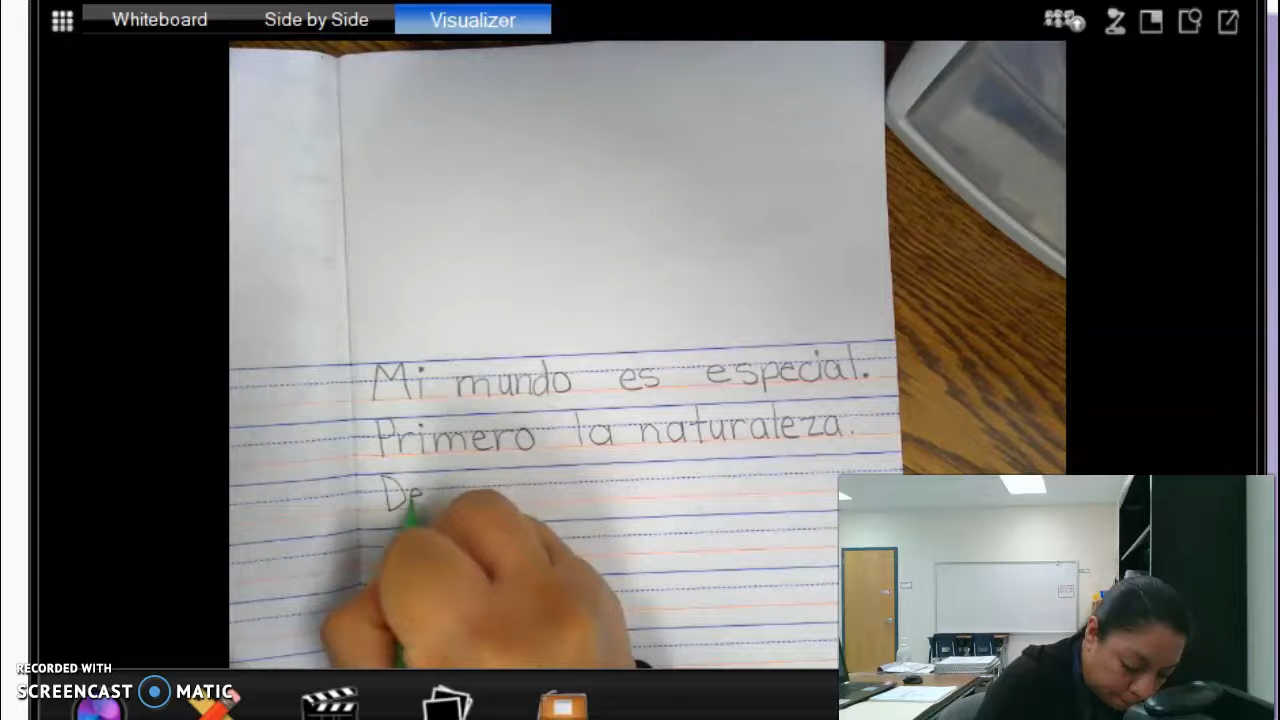 Whiteboard Side by Side Visualizer
Mi mundo es especial.
Primero la naturaleza.
De
RECORDED WITH
SCREENCAST MATIC